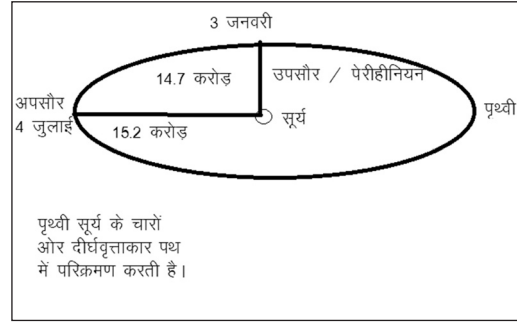 3 जनवरी
14.7 करोड़
उपसौर / पेरीहीनियन
अपसौर
4 जुलाई
15.2 करोड़
सूर्य
पृथ्वी
पृथ्वी सूर्य के चारों
ओर दीर्घवृत्ताकार पथ
में परिक्रमण करती है।